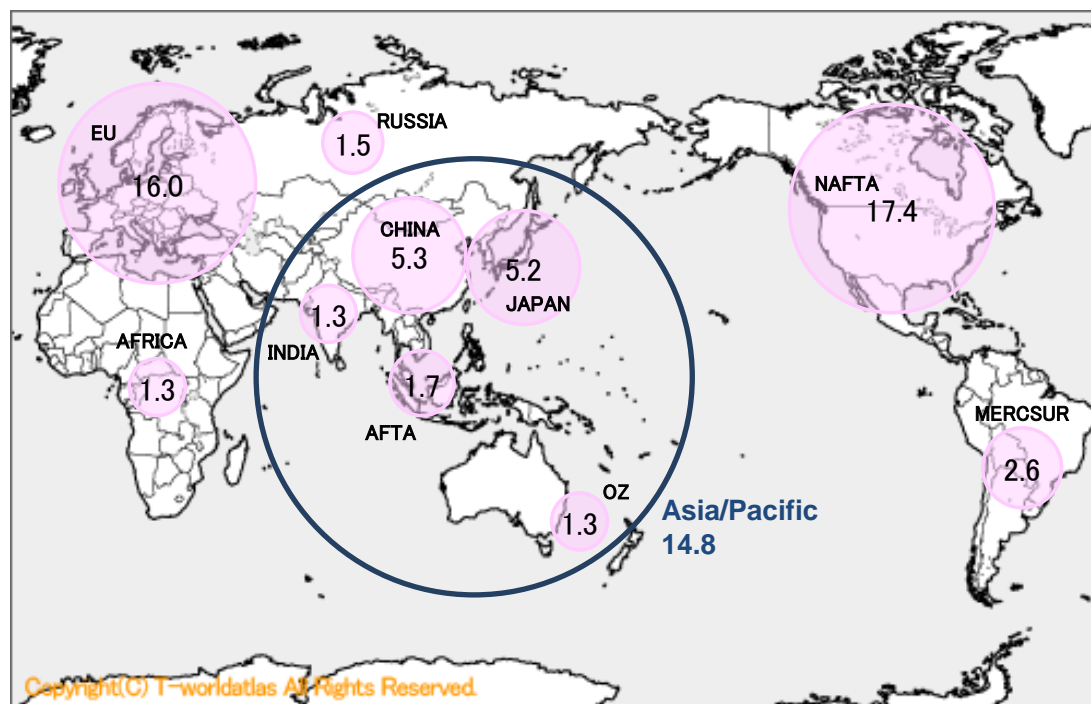 EU
16.0
RUSSIA
1.5
NAFTA
17.4
CHINA
5.3
5.2
JAPAN
1.3
INDIA
AFRICA
1.3
1.7
AFTA
MERCSUR
2.6
OZ
1.3
Asia/Pacific
14.8
Copyright(C) T-worldatlas All Rights Reserved.